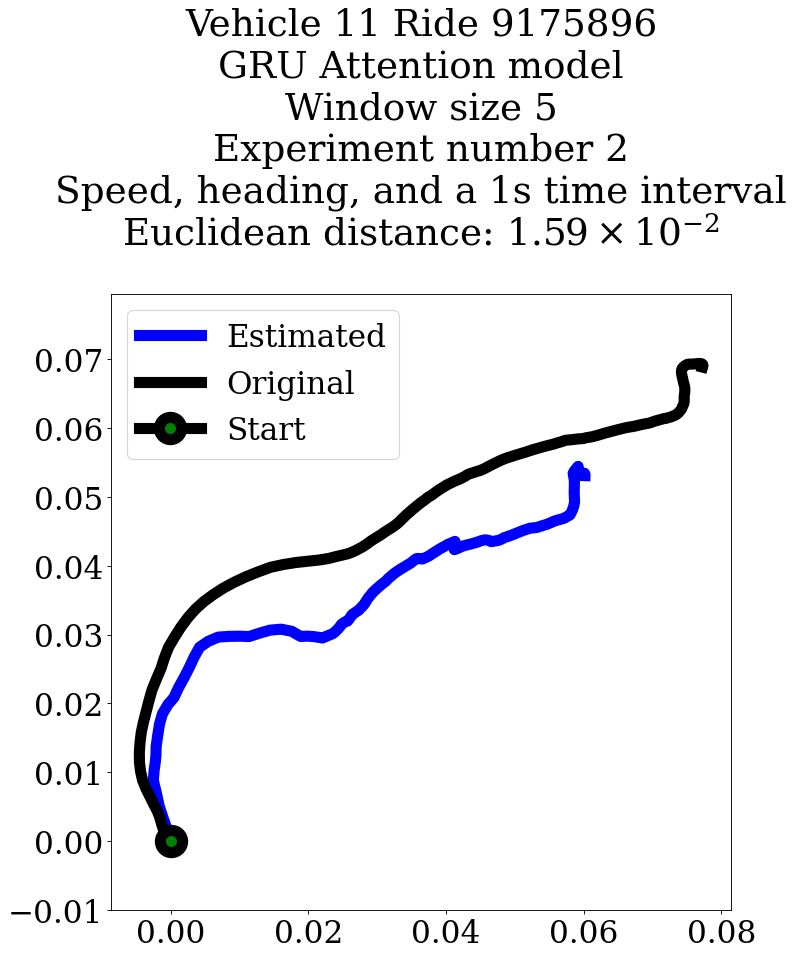 Vehicle 11 Ride 9175896
GRU Attention model
Window size 5
Experiment number 2
Speed, heading, and a 1s time interval
Euclidean distance: 1.59 × 10⁻²
Estimated
Original
Start
0.07
0.06
0.05
0.04
0.03
0.02
0.01
0.00
−0.01
0.00 0.02 0.04 0.06 0.08